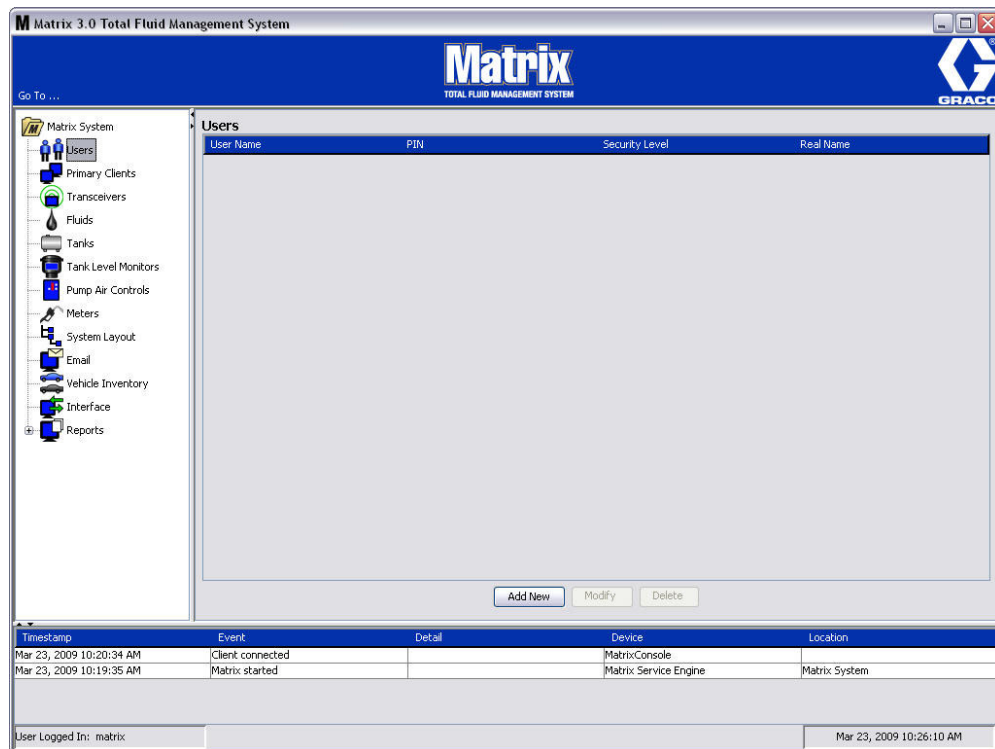 M Matrix 3.0 Total Fluid Management System
Matrix
TOTAL FLUID MANAGEMENT SYSTEM
GRACO
®
Go To ...
Matrix System
Users
Primary Clients
Transceivers
Fluids
Tanks
Tank Level Monitors
Pump Air Controls
Meters
System Layout
Email
Vehicle Inventory
Interface
Reports
Users
User Name PIN Security Level Real Name
Add New Modify Delete
Timestamp Event Detail Device Location
Mar 23, 2009 10:20:34 AM Client connected MatrixConsole
Mar 23, 2009 10:19:35 AM Matrix started Matrix Service Engine Matrix System
User Logged In: matrix Mar 23, 2009 10:26:10 AM